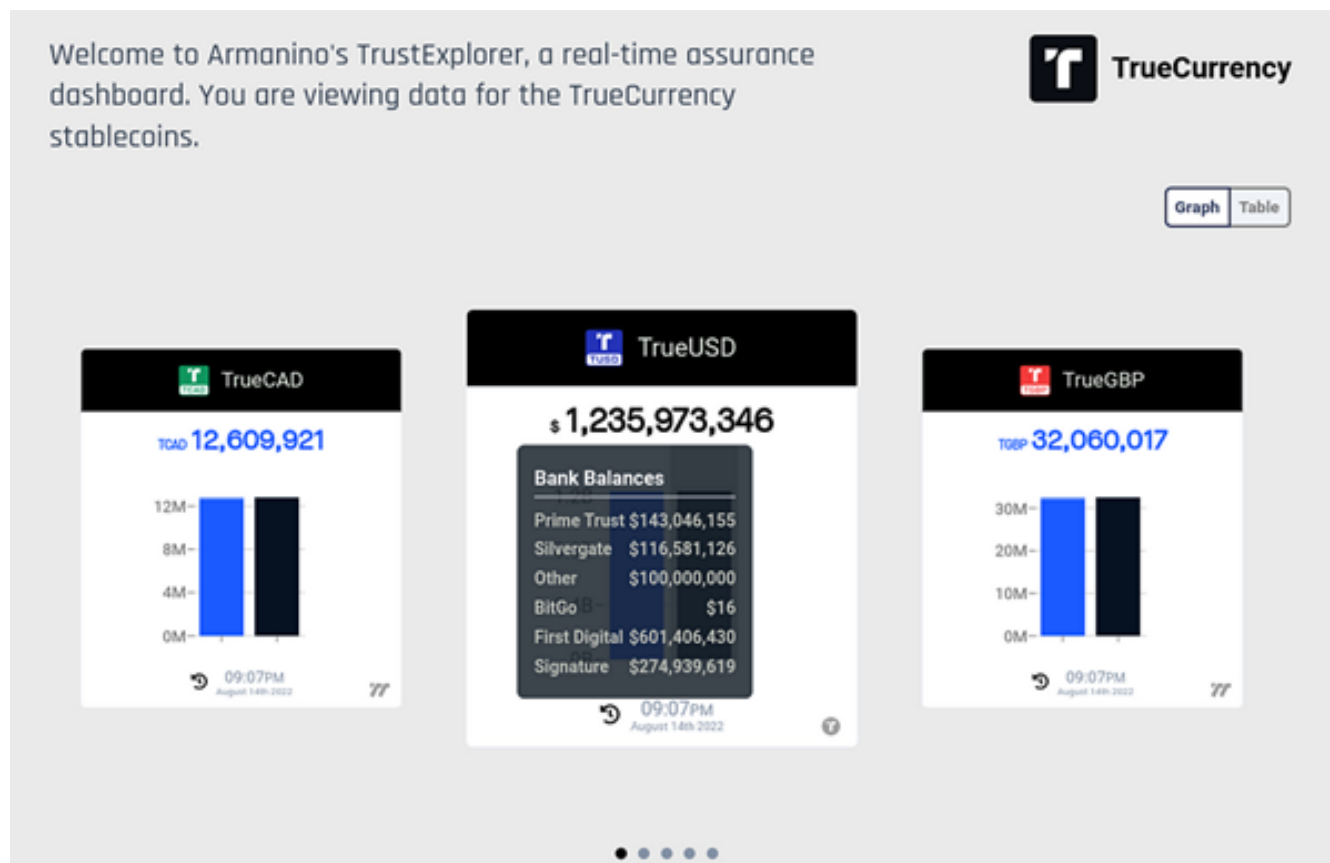 Welcome to Armanino's TrustExplorer, a real-time assurance
dashboard. You are viewing data for the TrueCurrency
stablecoins.
TrueCurrency
Graph Table
TCAD
TrueCAD
TCAD 12,609,921
12M
8M
4M
0M
09:07PM
August 14th 2022
TUSD
TrueUSD
$ 1,235,973,346
Bank Balances
Prime Trust $143,046,155
Silvergate $116,581,126
Other $100,000,000
BitGo $16
First Digital $601,406,430
Signature $274,939,619
09:07PM
August 14th 2022
TGBP
TrueGBP
TGBP 32,060,017
30M
20M
10M
0M
09:07PM
August 14th 2022